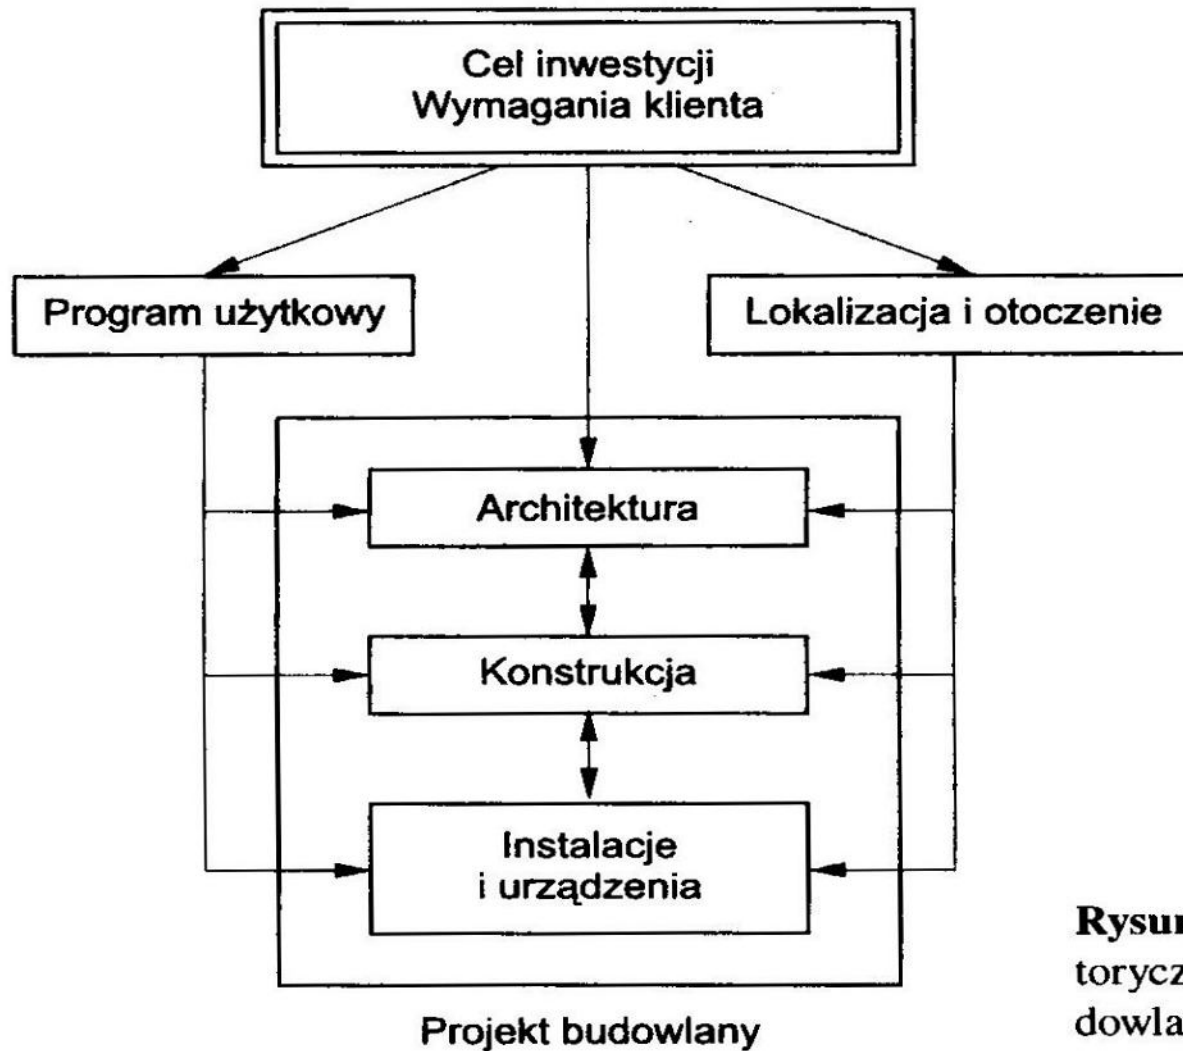 Cel inwestycji
Wymagania klienta
Program użytkowy
Lokalizacja i otoczenie
Architektura
Konstrukcja
Instalacje
i urządzenia
Projekt budowlany